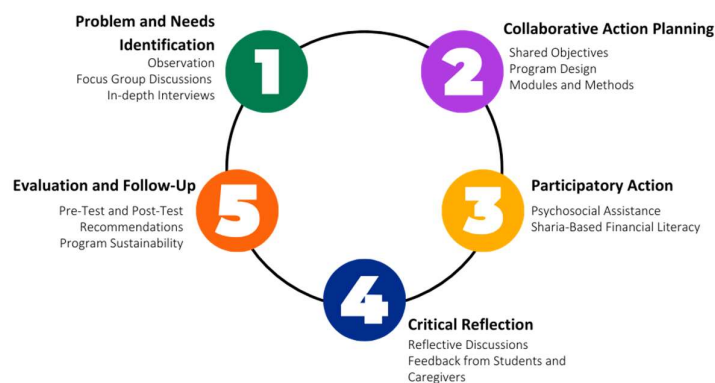 1
Problem and Needs
Identification
Observation
Focus Group Discussions
In-depth Interviews
2
Collaborative Action Planning
Shared Objectives
Program Design
Modules and Methods
3
Participatory Action
Psychosocial Assistance
Sharia-Based Financial Literacy
4
Critical Reflection
Reflective Discussions
Feedback from Students and
Caregivers
5
Evaluation and Follow-Up
Pre-Test and Post-Test
Recommendations
Program Sustainability